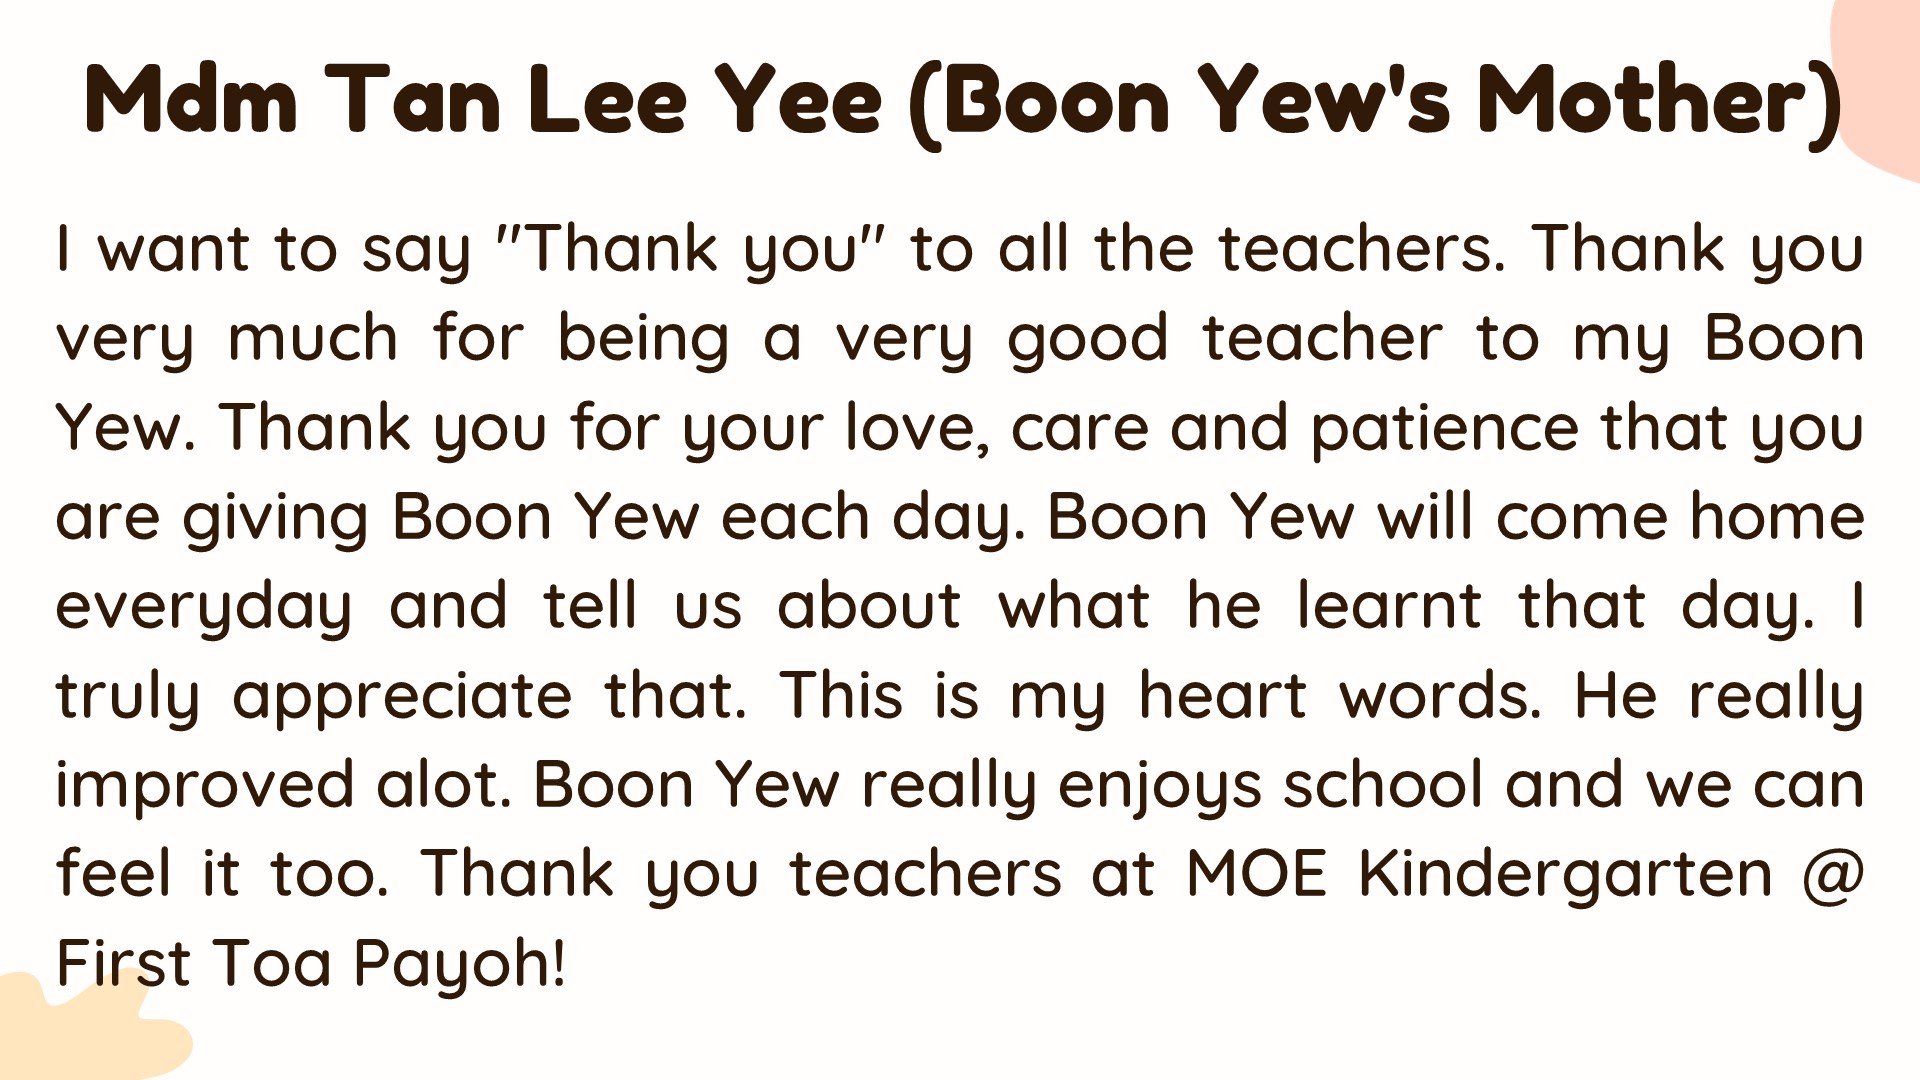 Mdm Tan Lee Yee (Boon Yew's Mother)
I want to say "Thank you" to all the teachers. Thank you
very much for being a very good teacher to my Boon
Yew. Thank you for your love, care and patience that you
are giving Boon Yew each day. Boon Yew will come home
everyday and tell us about what he learnt that day. I
truly appreciate that. This is my heart words. He really
improved alot. Boon Yew really enjoys school and we can
feel it too. Thank you teachers at MOE Kindergarten @
First Toa Payoh!